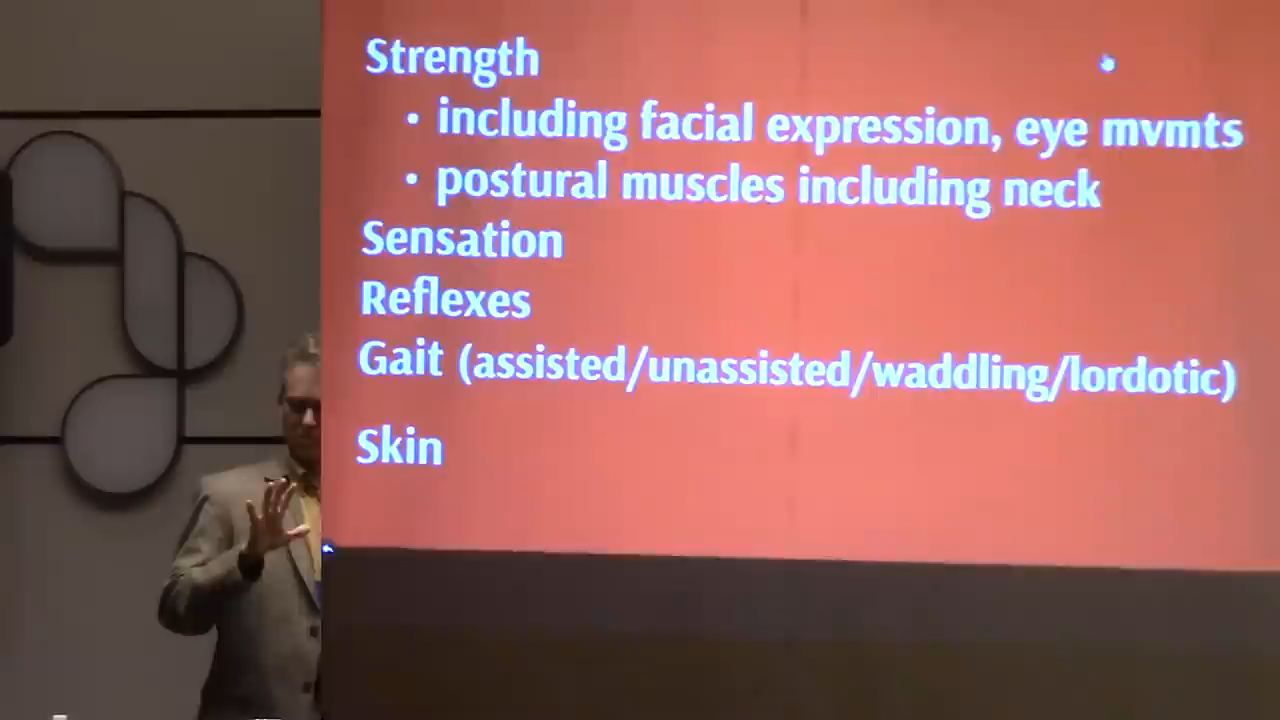 Strength
• including facial expression, eye mvmts
• postural muscles including neck
Sensation
Reflexes
Gait (assisted/unassisted/waddling/lordotic)
Skin